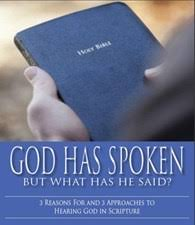 HOLY BIBLE
GOD HAS SPOKEN
BUT WHAT HAS HE SAID?
3 REASONS FOR AND 3 APPROACHES TO
HEARING GOD IN SCRIPTURE